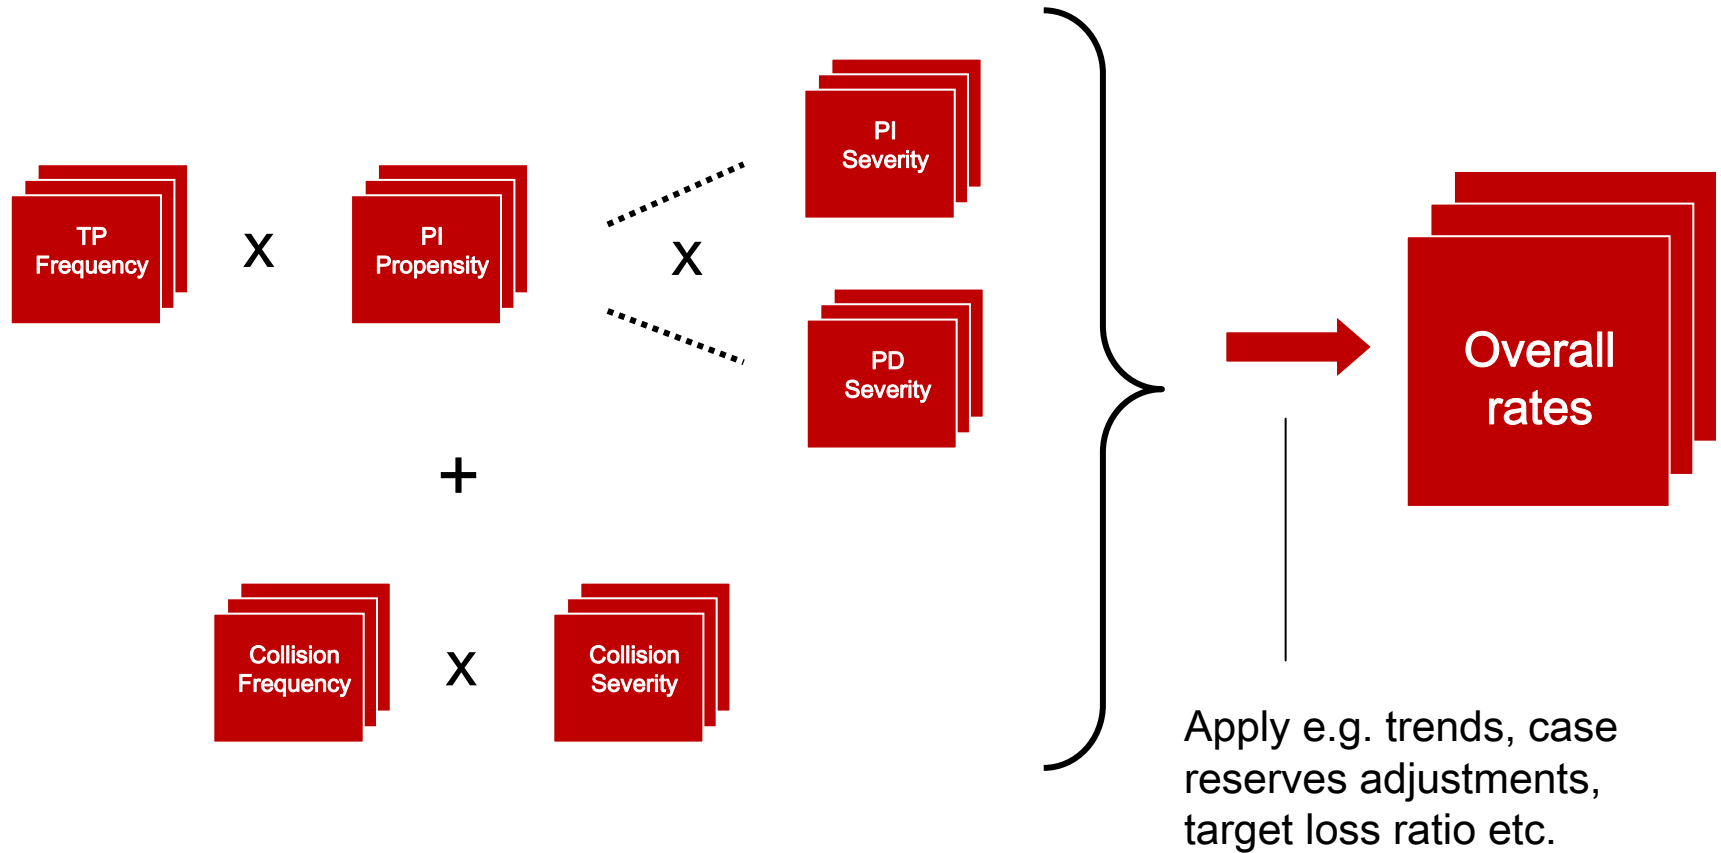 TP
Frequency
x
PI
Propensity
x
PI
Severity
PD
Severity
+
Collision
Frequency
x
Collision
Severity
Overall
rates
Apply e.g. trends, case
reserves adjustments,
target loss ratio etc.